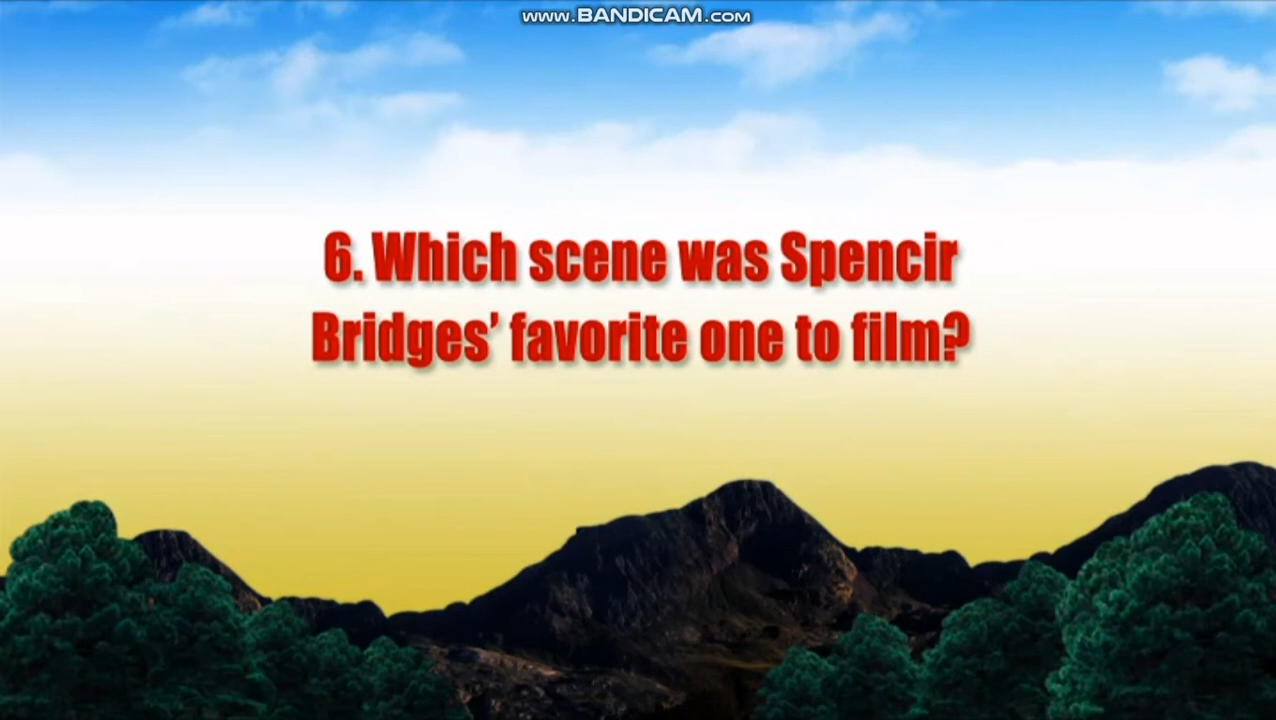 www.BANDICAM.com
6. Which scene was Spencir
Bridges’ favorite one to film?